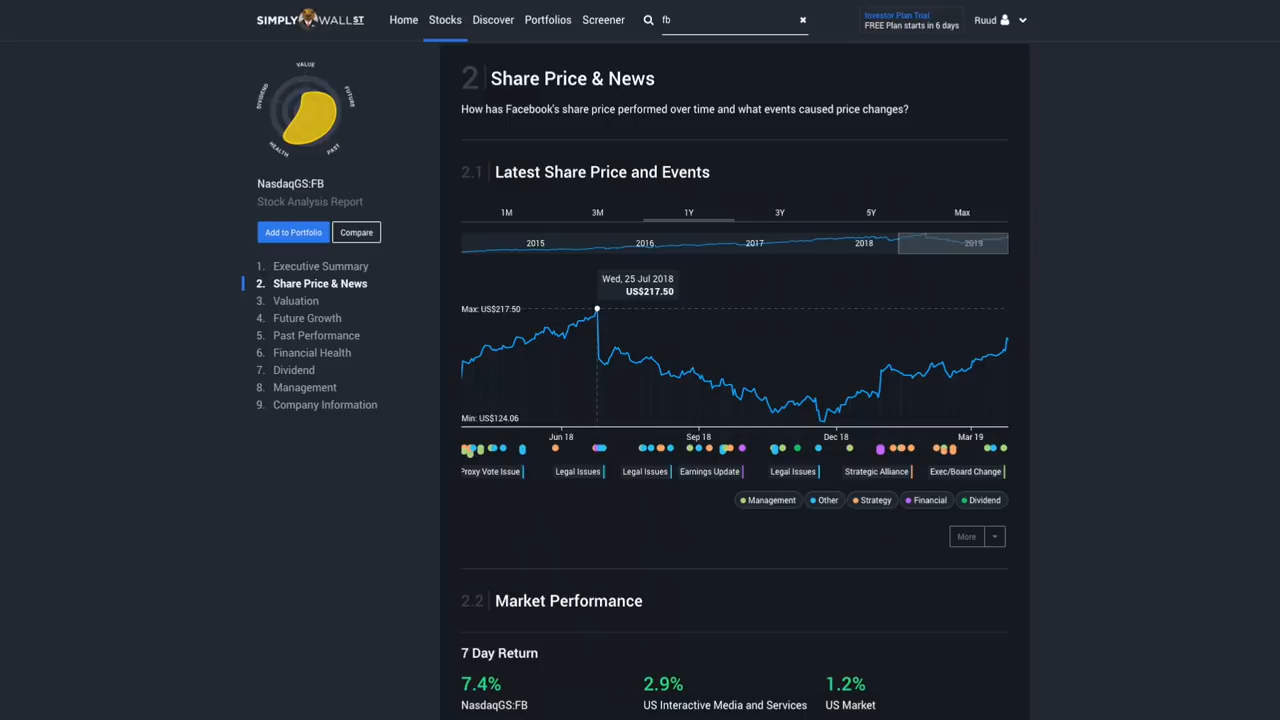 SIMPLY WALL ST
Home Stocks Discover Portfolios Screener fb
Investor Plan Trial
FREE Plan starts in 6 days
Ruud
VALUE
FUTURE
PAST
HEALTH
DIVIDEND
NasdaqGS:FB
Stock Analysis Report
Add to Portfolio Compare
1. Executive Summary
2. Share Price & News
3. Valuation
4. Future Growth
5. Past Performance
6. Financial Health
7. Dividend
8. Management
9. Company Information
2 Share Price & News
How has Facebook's share price performed over time and what events caused price changes?
2.1 Latest Share Price and Events
1M 3M 1Y 3Y 5Y Max
2015 2016 2017 2018 2019
Wed, 25 Jul 2018
US$217.50
Max: US$217.50
Min: US$124.06
Jun 18 Sep 18 Dec 18 Mar 19
Proxy Vote Issue Legal Issues Legal Issues Earnings Update Legal Issues Strategic Alliance Exec/Board Change
Management Other Strategy Financial Dividend
More
2.2 Market Performance
7 Day Return
7.4% 2.9% 1.2%
NasdaqGS:FB US Interactive Media and Services US Market